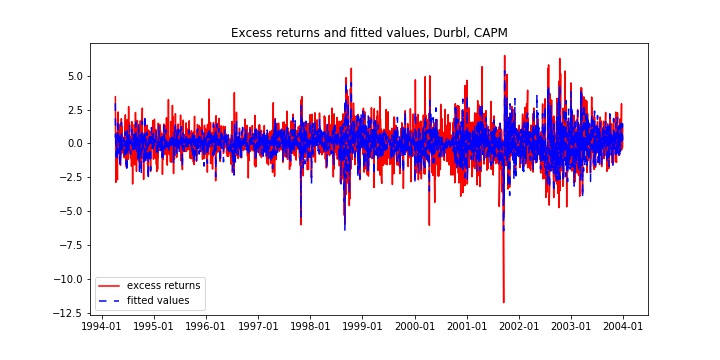 Excess returns and fitted values, Durbl, CAPM
5.0
2.5
0.0
−2.5
−5.0
−7.5
−10.0
−12.5
excess returns
fitted values
1994-01 1995-01 1996-01 1997-01 1998-01 1999-01 2000-01 2001-01 2002-01 2003-01 2004-01